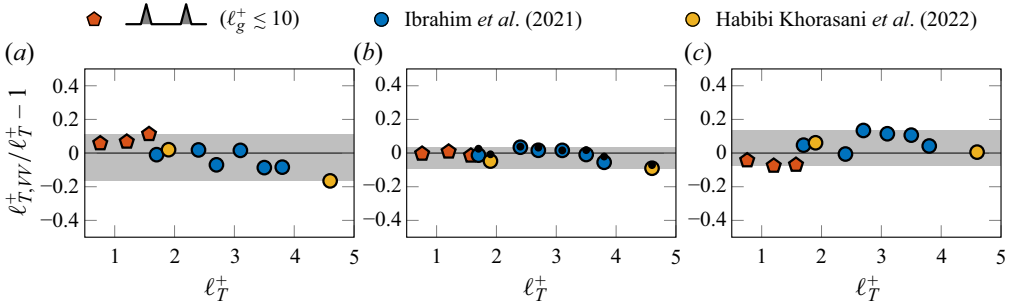 (ℓ_g^+ ≲ 10) Ibrahim et al. (2021) Habibi Khorasani et al. (2022)
(a) (b) (c)
ℓ_{T,VV}^+/ℓ_T^+ − 1
0.4 0.4 0.4
0.2 0.2 0.2
0 0 0
−0.2 −0.2 −0.2
−0.4 −0.4 −0.4
1 2 3 4 5 1 2 3 4 5 1 2 3 4 5
ℓ_T^+ ℓ_T^+ ℓ_T^+